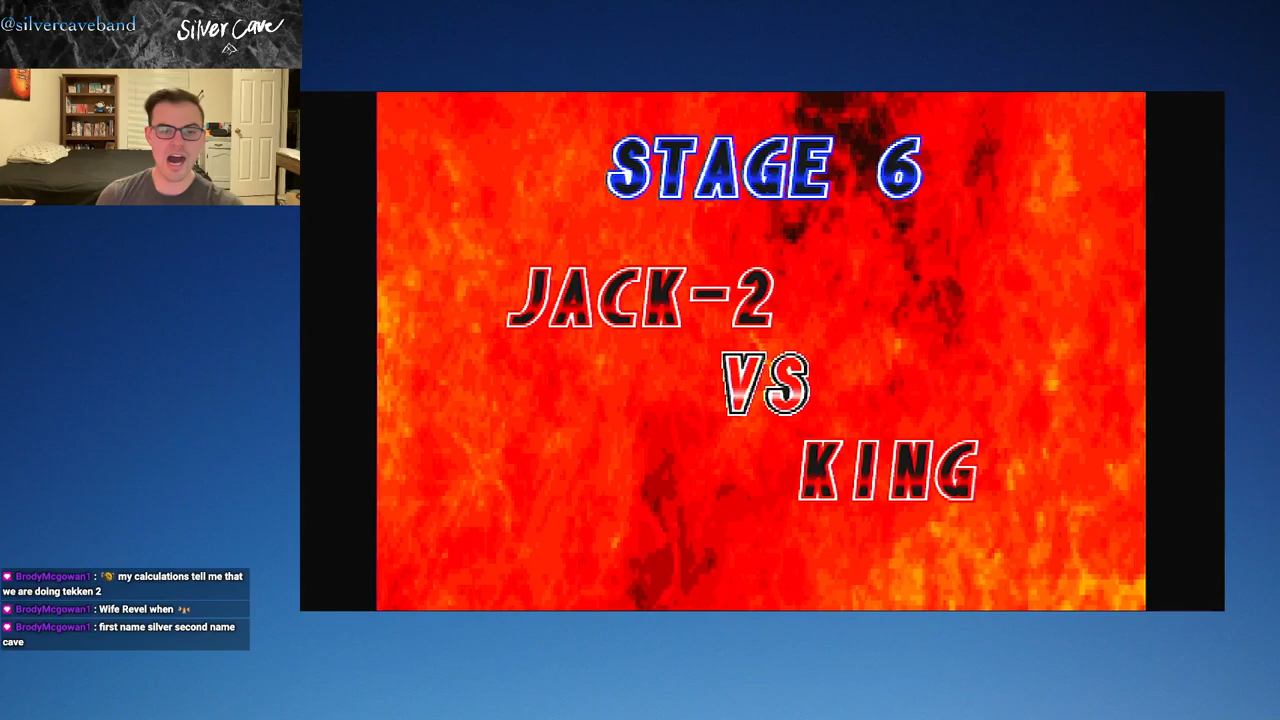 @silvercaveband
Silver Cave
STAGE 6
JACK-2
VS
KING
BrodyMcgowan1 : my calculations tell me that
we are doing tekken 2
BrodyMcgowan1 : Wife Revel when
BrodyMcgowan1 : first name silver second name
cave